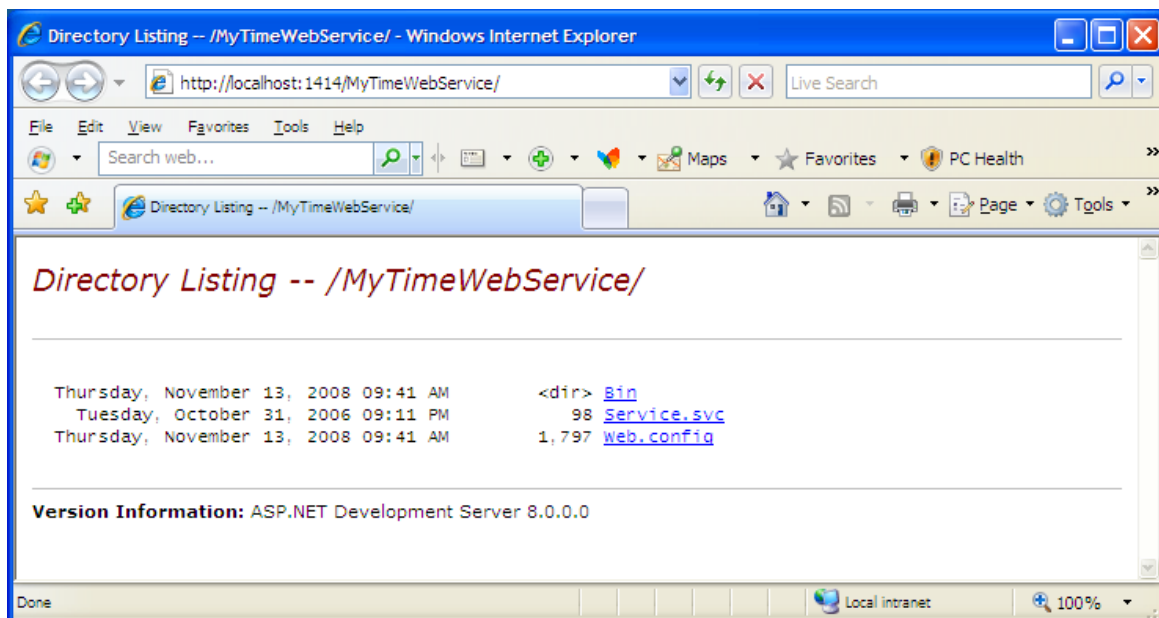 Directory Listing -- /MyTimeWebService/ - Windows Internet Explorer
http://localhost:1414/MyTimeWebService/ Live Search
File Edit View Favorites Tools Help
Search web... Maps Favorites PC Health »
Directory Listing -- /MyTimeWebService/ Page Tools »
Directory Listing -- /MyTimeWebService/
Thursday, November 13, 2008 09:41 AM <dir> Bin
Tuesday, October 31, 2006 09:11 PM 98 Service.svc
Thursday, November 13, 2008 09:41 AM 1,797 Web.config
Version Information: ASP.NET Development Server 8.0.0.0
Done Local intranet 100%